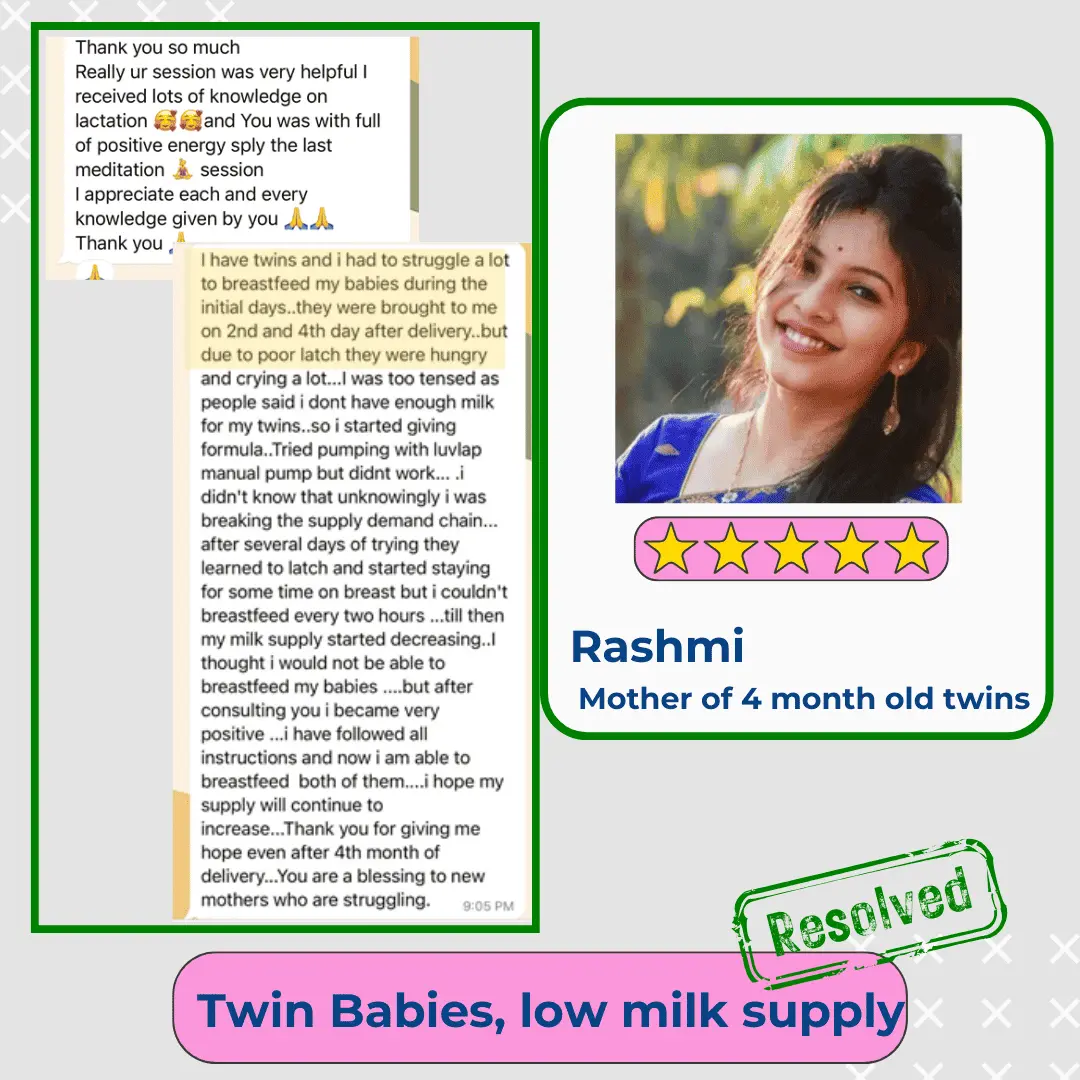 Thank you so much
Really ur session was very helpful I
received lots of knowledge on
lactation 🥰🥰and You was with full
of positive energy sply the last
meditation 🧘 session
I appreciate each and every
knowledge given by you 🙏🙏
Thank you 🙏
I have twins and i had to struggle a lot
to breastfeed my babies during the
initial days..they were brought to me
on 2nd and 4th day after delivery..but
due to poor latch they were hungry
and crying a lot...I was too tensed as
people said i dont have enough milk
for my twins..so i started giving
formula..Tried pumping with luvlap
manual pump but didnt work... .i
didn't know that unknowingly i was
breaking the supply demand chain...
after several days of trying they
learned to latch and started staying
for some time on breast but i couldn't
breastfeed every two hours ...till then
my milk supply started decreasing..I
thought i would not be able to
breastfeed my babies ....but after
consulting you i became very
positive ...i have followed all
instructions and now i am able to
breastfeed  both of them....i hope my
supply will continue to
increase...Thank you for giving me
hope even after 4th month of
delivery...You are a blessing to new
mothers who are struggling.
9:05 PM
Rashmi
Mother of 4 month old twins
Resolved
Twin Babies, low milk supply